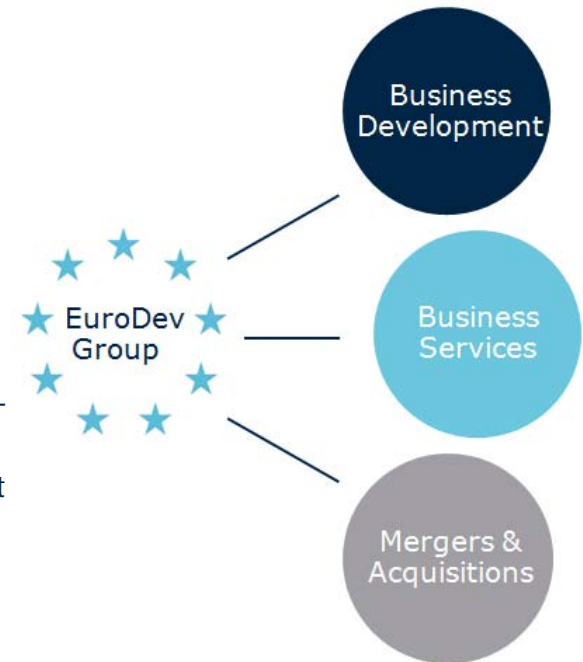 Business
Development
EuroDev
Group
Business
Services
Mergers &
Acquisitions